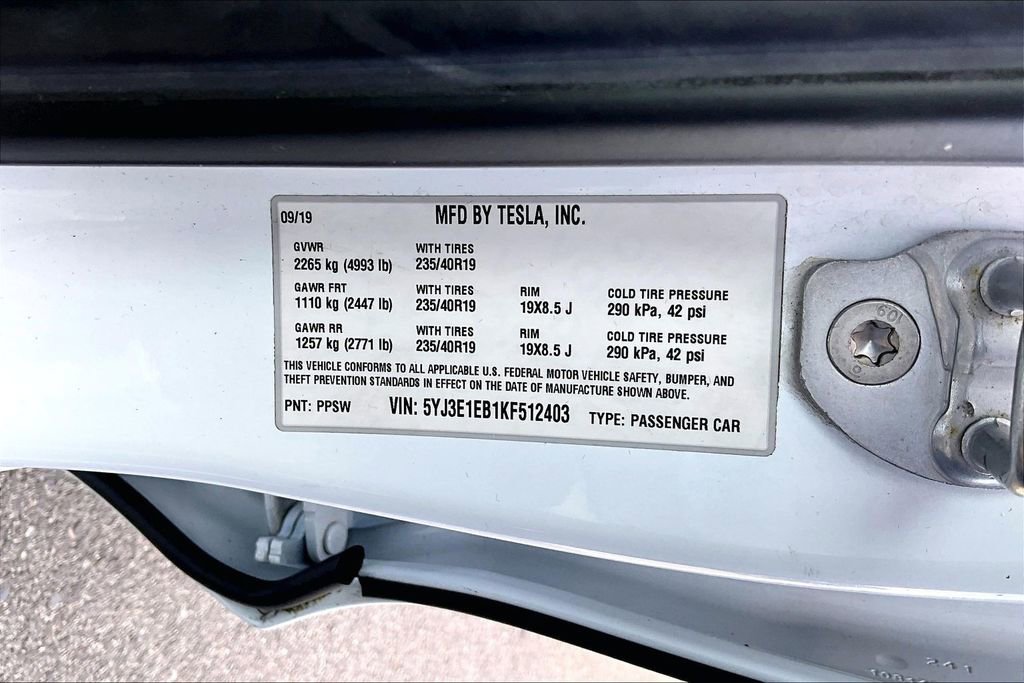 09/19 MFD BY TESLA, INC.
GVWR WITH TIRES
2265 kg (4993 lb) 235/40R19
GAWR FRT WITH TIRES RIM COLD TIRE PRESSURE
1110 kg (2447 lb) 235/40R19 19X8.5 J 290 kPa, 42 psi
GAWR RR WITH TIRES RIM COLD TIRE PRESSURE
1257 kg (2771 lb) 235/40R19 19X8.5 J 290 kPa, 42 psi
THIS VEHICLE CONFORMS TO ALL APPLICABLE U.S. FEDERAL MOTOR VEHICLE SAFETY, BUMPER, AND
THEFT PREVENTION STANDARDS IN EFFECT ON THE DATE OF MANUFACTURE SHOWN ABOVE.
PNT: PPSW VIN: 5YJ3E1EB1KF512403 TYPE: PASSENGER CAR
241